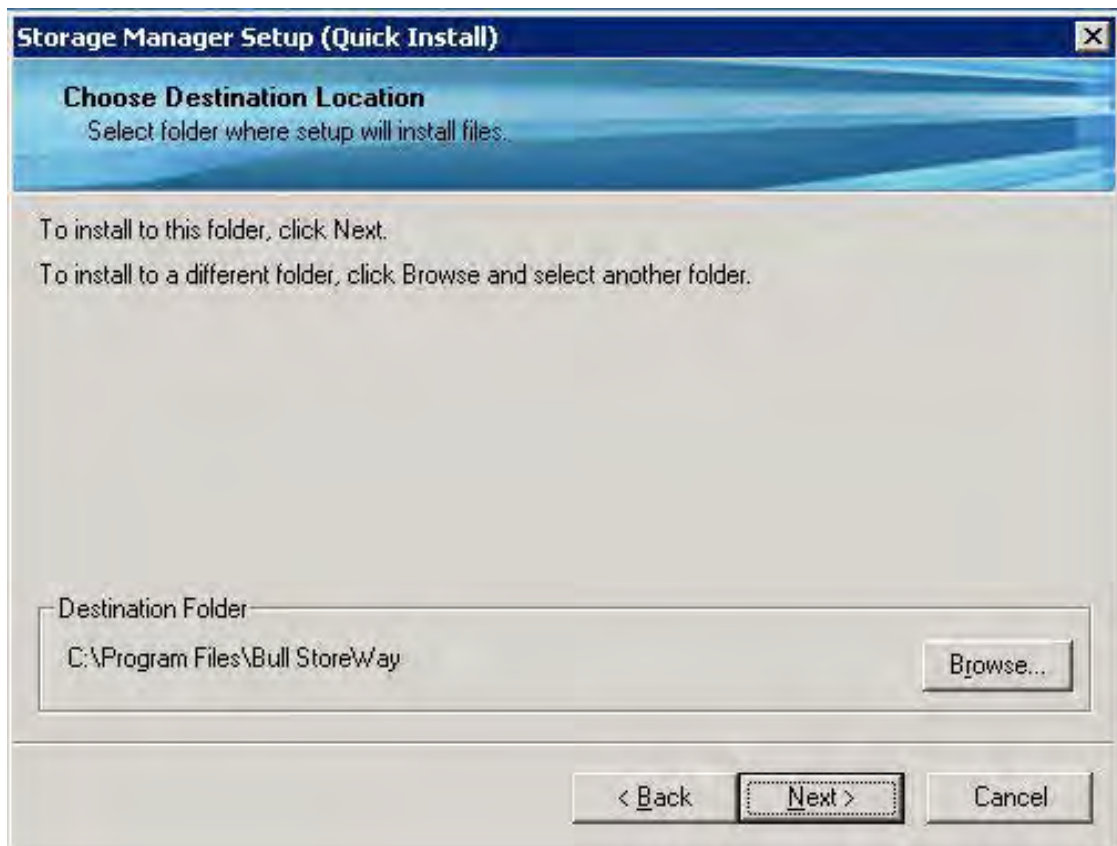 Storage Manager Setup (Quick Install)
Choose Destination Location
Select folder where setup will install files.
To install to this folder, click Next.
To install to a different folder, click Browse and select another folder.
Destination Folder
C:\Program Files\Bull StoreWay
Browse...
< Back
Next >
Cancel